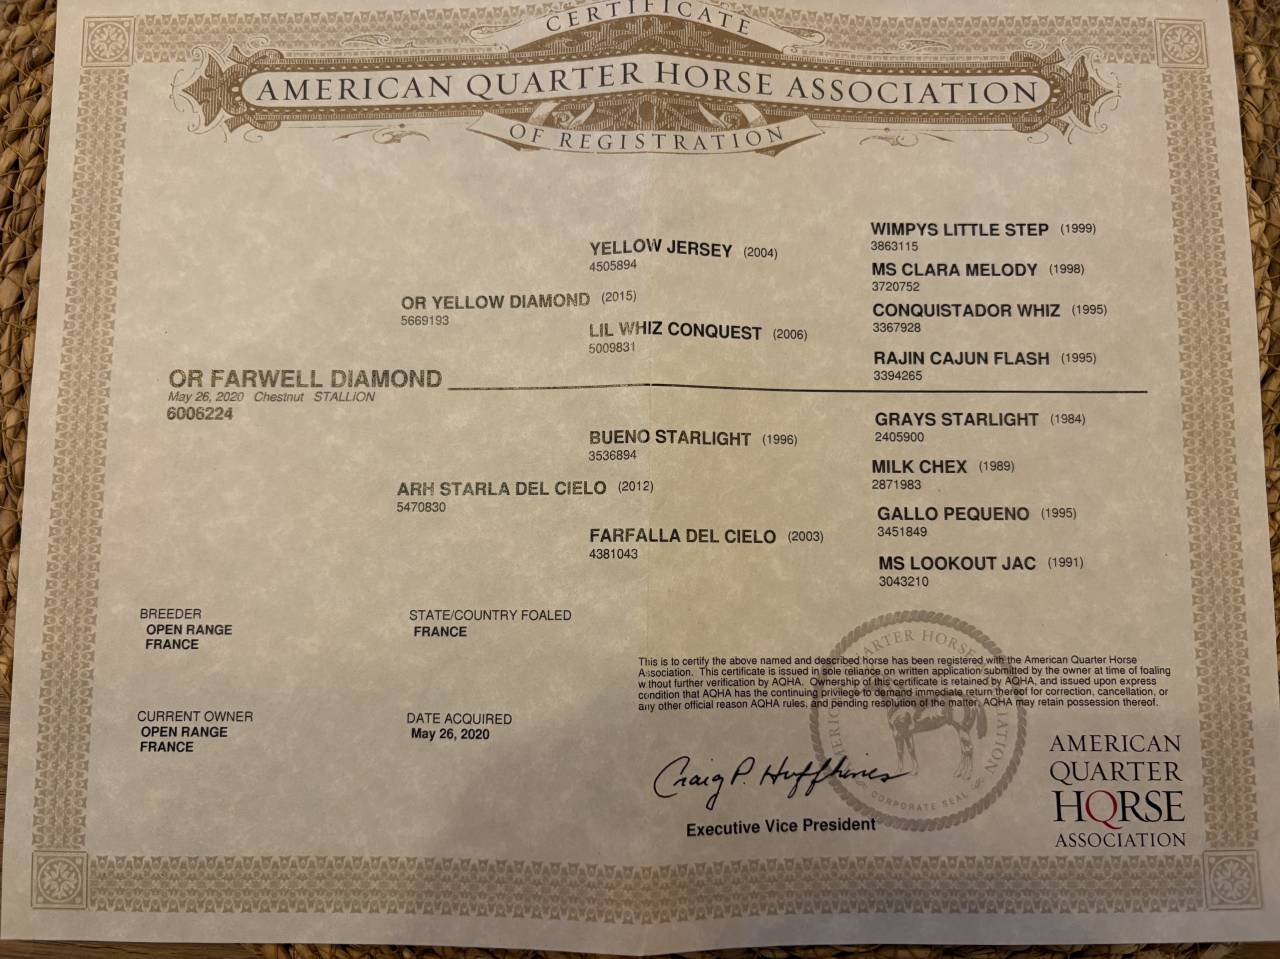 CERTIFICATE
AMERICAN QUARTER HORSE ASSOCIATION
OF REGISTRATION
WIMPYS LITTLE STEP (1999)
3863115
YELLOW JERSEY (2004)
4505894
MS CLARA MELODY (1998)
3720752
OR YELLOW DIAMOND (2015)
5669193
CONQUISTADOR WHIZ (1995)
3367928
LIL WHIZ CONQUEST (2006)
5009831
RAJIN CAJUN FLASH (1995)
3394265
OR FARWELL DIAMOND
May 26, 2020 Chestnut STALLION
6006224
GRAYS STARLIGHT (1984)
2405900
BUENO STARLIGHT (1996)
3536894
MILK CHEX (1989)
2871983
ARH STARLA DEL CIELO (2012)
5470830
GALLO PEQUENO (1995)
3451849
FARFALLA DEL CIELO (2003)
4381043
MS LOOKOUT JAC (1991)
3043210
BREEDER
OPEN RANGE
FRANCE
STATE/COUNTRY FOALED
FRANCE
CURRENT OWNER
OPEN RANGE
FRANCE
DATE ACQUIRED
May 26, 2020
This is to certify the above named and described horse has been registered with the American Quarter Horse
Association. This certificate is issued in sole reliance on written application submitted by the owner at time of foaling
without further verification by AQHA. Ownership of this certificate is retained by AQHA, and issued upon express
condition that AQHA has the continuing privilege to demand immediate return thereof for correction, cancellation, or
any other official reason AQHA rules, and pending resolution of the matter, AQHA may retain possession thereof.
Craig P. Huffhines
Executive Vice President
AMERICAN QUARTER HORSE ASSOCIATION
CORPORATE SEAL
AMERICAN
QUARTER
HORSE
ASSOCIATION